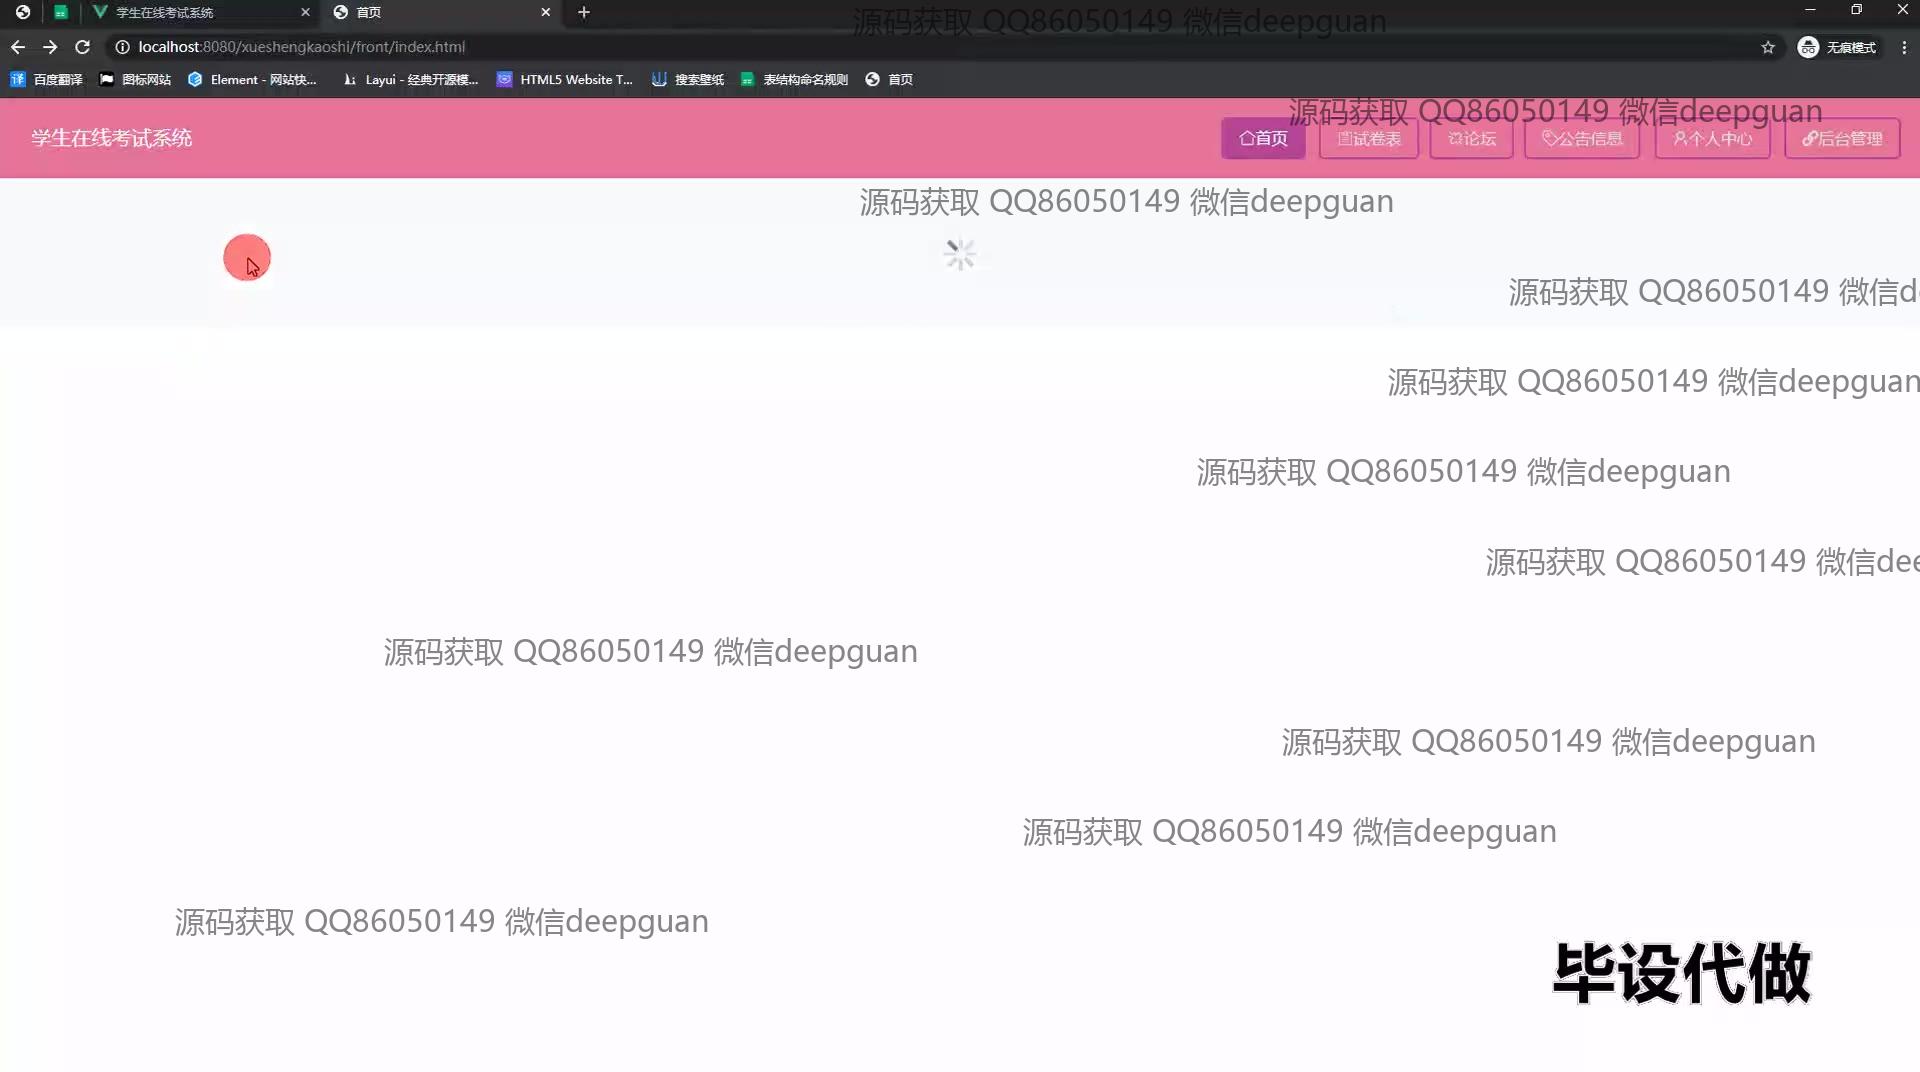 学生在线考试系统
首页
源码获取 QQ86050149 微信deepguan
localhost:8080/xueshengkaoshi/front/index.html
无痕模式
百度翻译
图标网站
Element - 网站快...
Layui - 经典开源模...
HTML5 Website T...
搜索壁纸
表结构命名规则
首页
源码获取 QQ86050149 微信deepguan
学生在线考试系统
首页
试卷表
论坛
公告信息
个人中心
后台管理
源码获取 QQ86050149 微信deepguan
源码获取 QQ86050149 微信d
源码获取 QQ86050149 微信deepguan
源码获取 QQ86050149 微信deepguan
源码获取 QQ86050149 微信dee
源码获取 QQ86050149 微信deepguan
源码获取 QQ86050149 微信deepguan
源码获取 QQ86050149 微信deepguan
源码获取 QQ86050149 微信deepguan
毕设代做